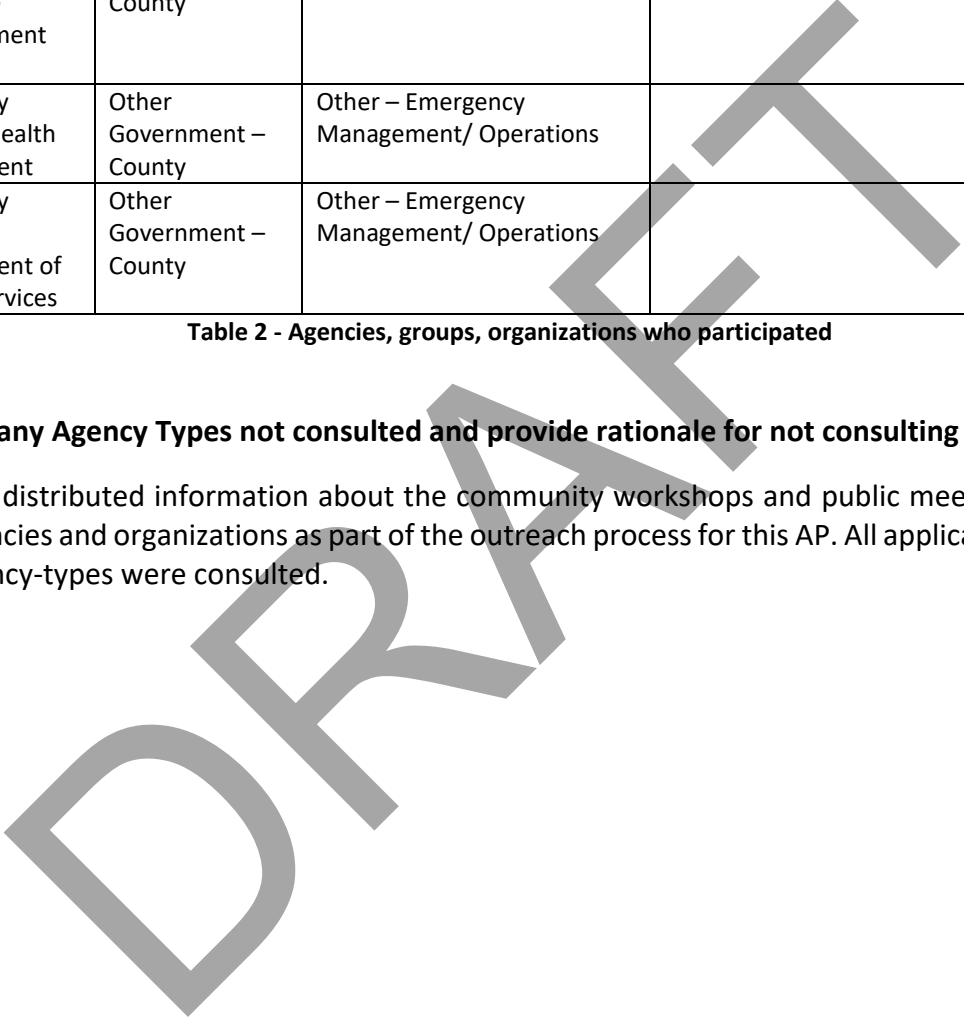 County
ment
y Other Other – Emergency
ealth Government – Management/ Operations
ent County
y Other Other – Emergency
Government – Management/ Operations
ent of County
rvices
Table 2 - Agencies, groups, organizations who participated
any Agency Types not consulted and provide rationale for not consulting
distributed information about the community workshops and public mee
cies and organizations as part of the outreach process for this AP. All applica
ncy-types were consulted.
DRAFT